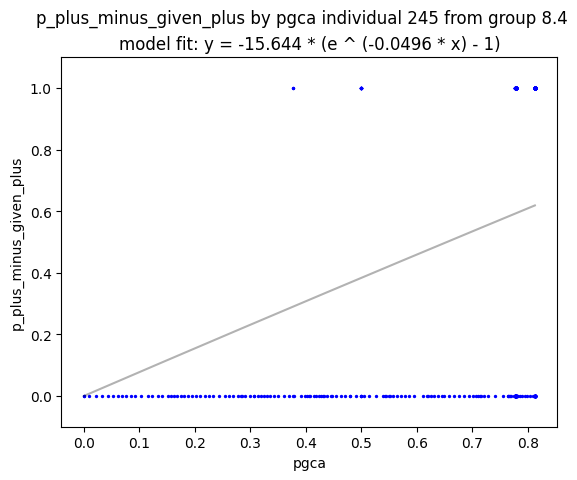 p_plus_minus_given_plus by pgca individual 245 from group 8.4
model fit: y = -15.644 * (e ^ (-0.0496 * x) - 1)
1.0
0.8
0.6
0.4
0.2
0.0
p_plus_minus_given_plus
0.0 0.1 0.2 0.3 0.4 0.5 0.6 0.7 0.8
pgca